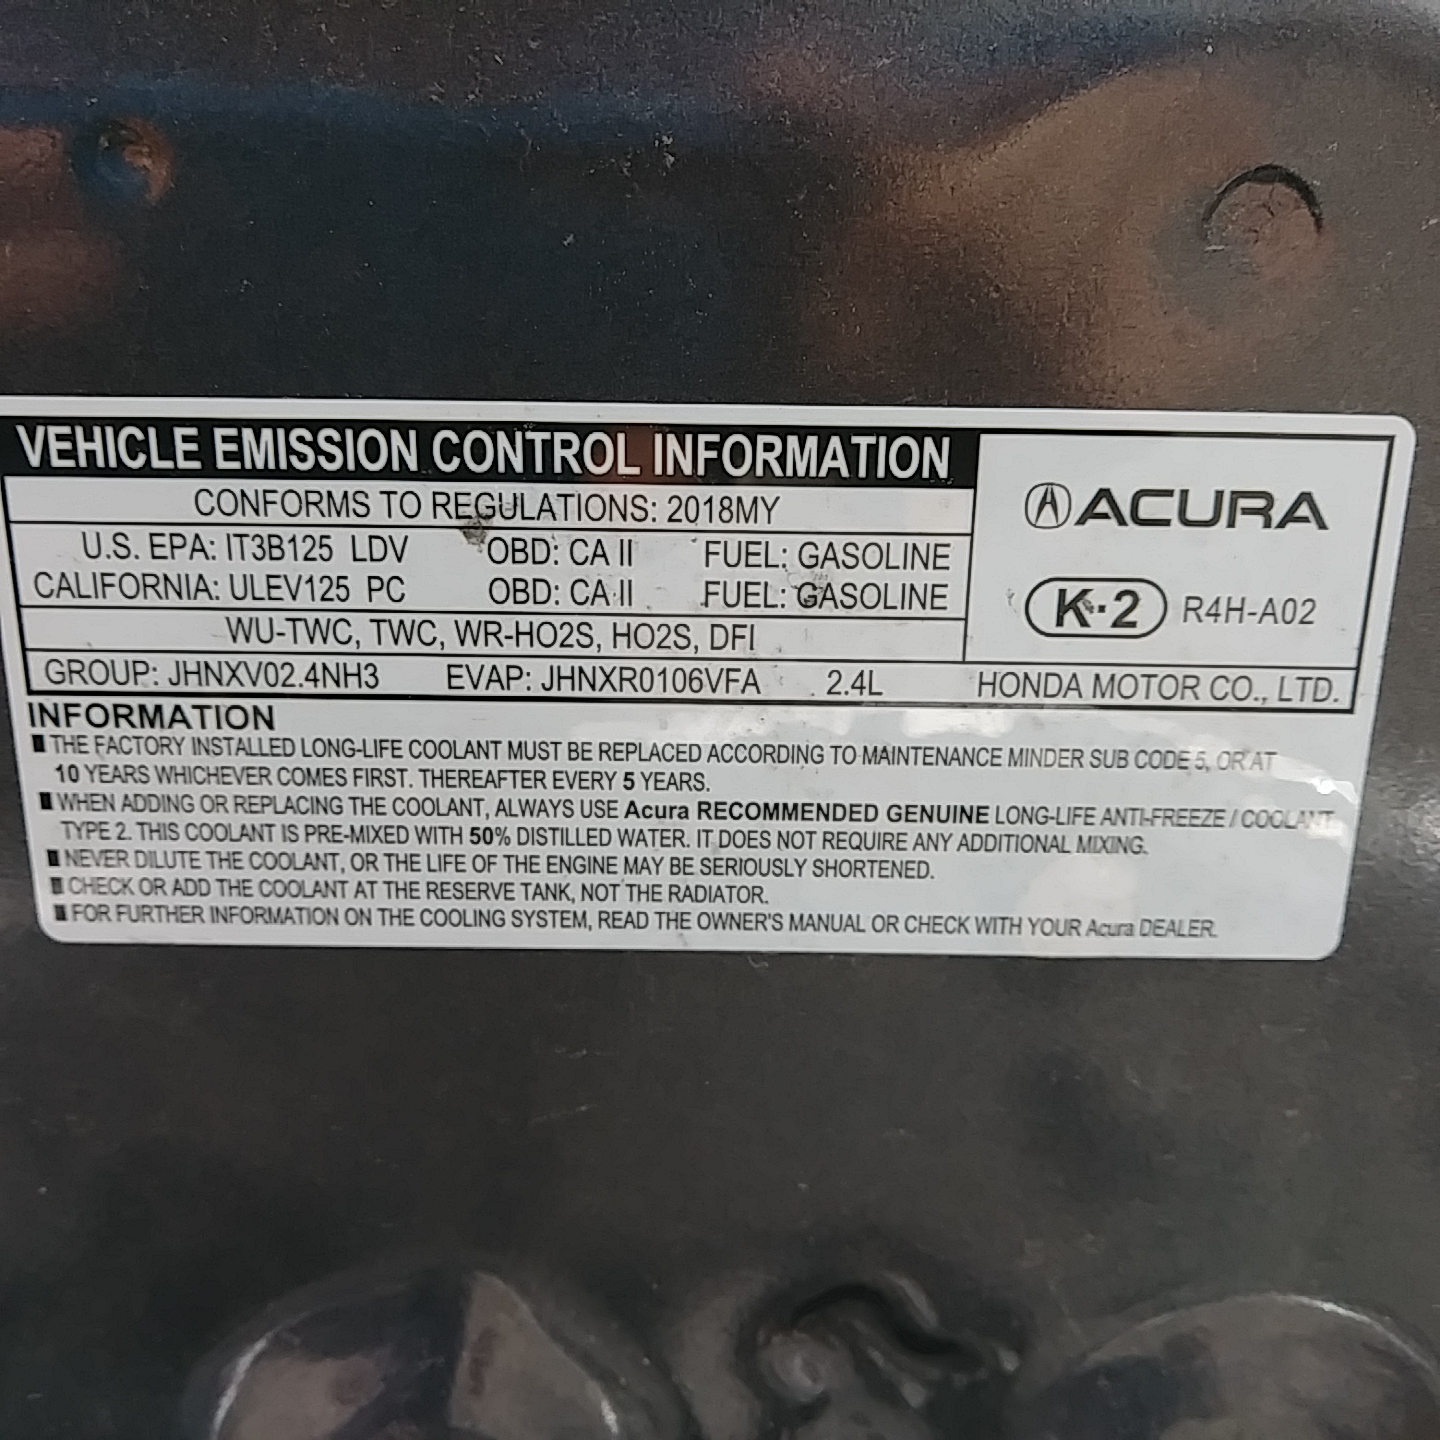 VEHICLE EMISSION CONTROL INFORMATION
CONFORMS TO REGULATIONS: 2018MY
U.S. EPA: IT3B125 LDV OBD: CA II FUEL: GASOLINE
CALIFORNIA: ULEV125 PC OBD: CA II FUEL: GASOLINE
WU-TWC, TWC, WR-HO2S, HO2S, DFI
ACURA
K-2 R4H-A02
GROUP: JHNXV02.4NH3 EVAP: JHNXR0106VFA 2.4L HONDA MOTOR CO., LTD.
INFORMATION
■ THE FACTORY INSTALLED LONG-LIFE COOLANT MUST BE REPLACED ACCORDING TO MAINTENANCE MINDER SUB CODE 5, OR AT
10 YEARS WHICHEVER COMES FIRST. THEREAFTER EVERY 5 YEARS.
■ WHEN ADDING OR REPLACING THE COOLANT, ALWAYS USE Acura RECOMMENDED GENUINE LONG-LIFE ANTI-FREEZE / COOLANT
TYPE 2. THIS COOLANT IS PRE-MIXED WITH 50% DISTILLED WATER. IT DOES NOT REQUIRE ANY ADDITIONAL MIXING.
■ NEVER DILUTE THE COOLANT, OR THE LIFE OF THE ENGINE MAY BE SERIOUSLY SHORTENED.
■ CHECK OR ADD THE COOLANT AT THE RESERVE TANK, NOT THE RADIATOR.
■ FOR FURTHER INFORMATION ON THE COOLING SYSTEM, READ THE OWNER'S MANUAL OR CHECK WITH YOUR Acura DEALER.